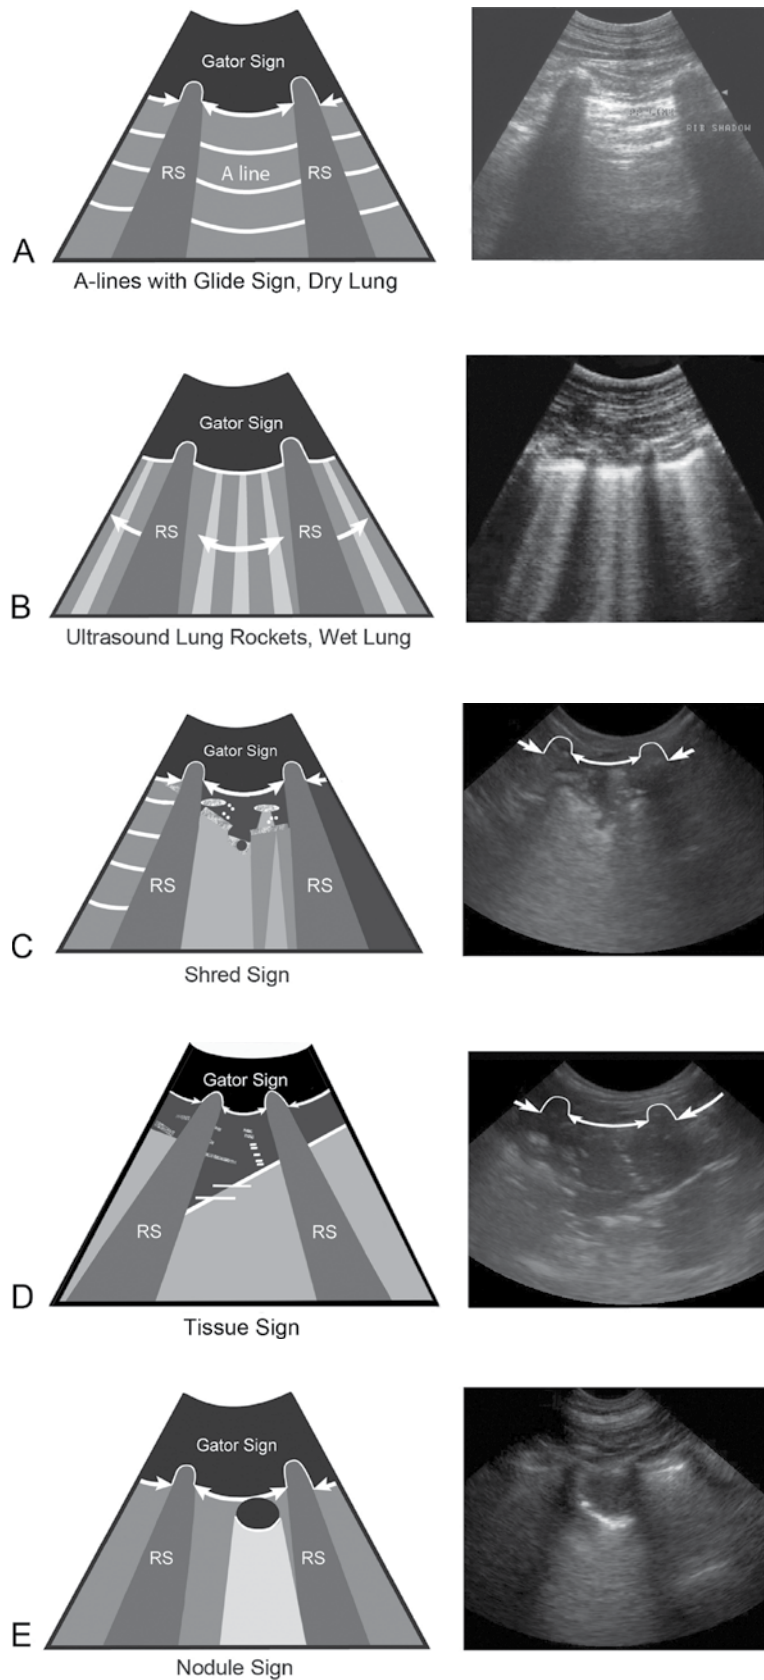 Gator Sign
RS
A line
RS
RIB SHADOW
A
A-lines with Glide Sign, Dry Lung
Gator Sign
RS
RS
B
Ultrasound Lung Rockets, Wet Lung
Gator Sign
RS
RS
C
Shred Sign
Gator Sign
RS
RS
D
Tissue Sign
Gator Sign
RS
RS
E
Nodule Sign